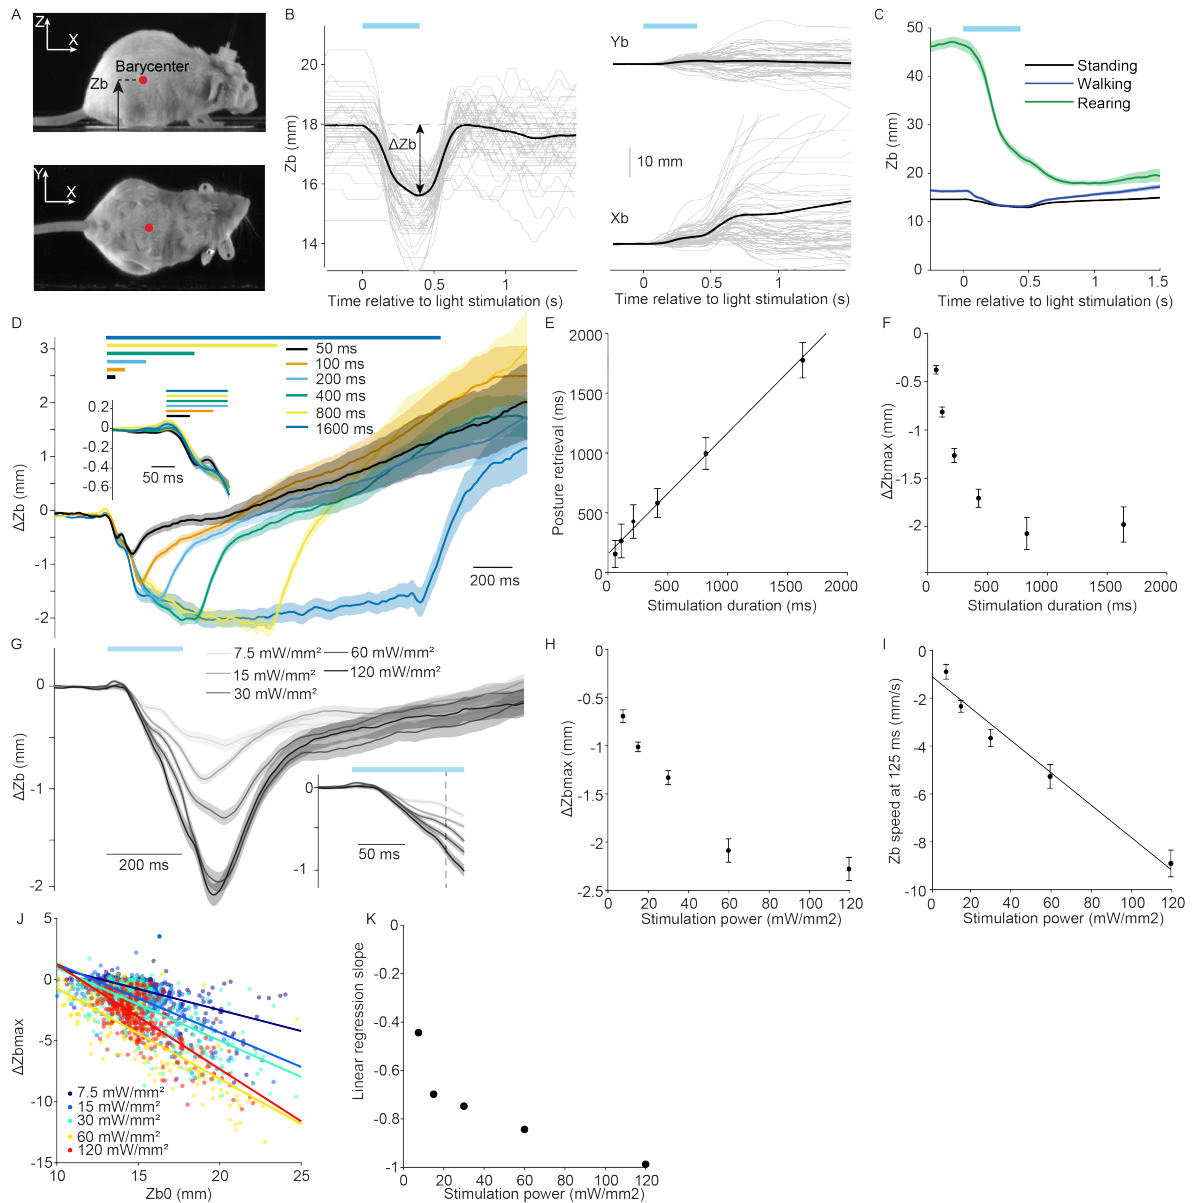 A
Z
X
Barycenter
Zb
Y
X
B
Zb (mm)
20
18
16
14
ΔZb
0
0.5
1
Time relative to light stimulation (s)
Yb
10 mm
Xb
0
0.5
1
Time relative to light stimulation (s)
C
Zb (mm)
50
40
30
20
10
0
Standing
Walking
Rearing
0
0.5
1
1.5
Time relative to light stimulation (s)
D
ΔZb (mm)
3
2
1
0
-1
-2
50 ms
100 ms
200 ms
400 ms
800 ms
1600 ms
0.2
0
-0.2
-0.4
-0.6
50 ms
200 ms
E
Posture retrieval (ms)
2000
1500
1000
500
0
0
500
1000
1500
2000
Stimulation duration (ms)
F
ΔZbmax (mm)
0
-0.5
-1
-1.5
-2
0
500
1000
1500
2000
Stimulation duration (ms)
G
ΔZb (mm)
0
-1
-2
7.5 mW/mm²
15 mW/mm²
30 mW/mm²
60 mW/mm²
120 mW/mm²
200 ms
0
-1
50 ms
H
ΔZbmax (mm)
0
-0.5
-1
-1.5
-2
-2.5
0
20
40
60
80
100
120
Stimulation power (mW/mm2)
I
Zb speed at 125 ms (mm/s)
0
-2
-4
-6
-8
-10
0
20
40
60
80
100
120
Stimulation power (mW/mm2)
J
ΔZbmax
5
0
-5
-10
-15
7.5 mW/mm²
15 mW/mm²
30 mW/mm²
60 mW/mm²
120 mW/mm²
10
15
20
25
Zb0 (mm)
K
Linear regression slope
0
-0.2
-0.4
-0.6
-0.8
-1
0
20
40
60
80
100
120
Stimulation power (mW/mm2)